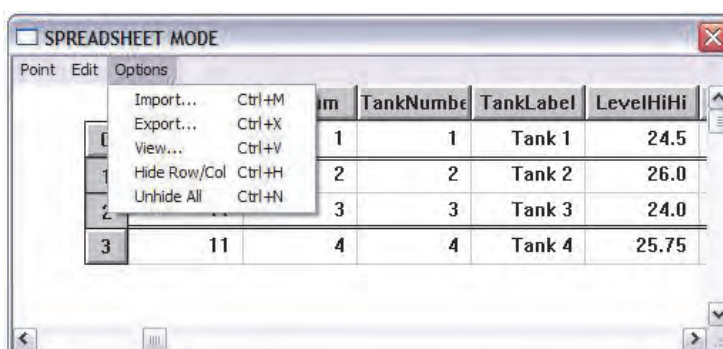 SPREADSHEET MODE
Point Edit Options
Import... Ctrl+M
Export... Ctrl+X
View... Ctrl+V
Hide Row/Col Ctrl+H
Unhide All Ctrl+N
TankNumbe TankLabel LevelHiHi
1 1 Tank 1 24.5
2 2 Tank 2 26.0
3 3 Tank 3 24.0
3 11 4 4 Tank 4 25.75